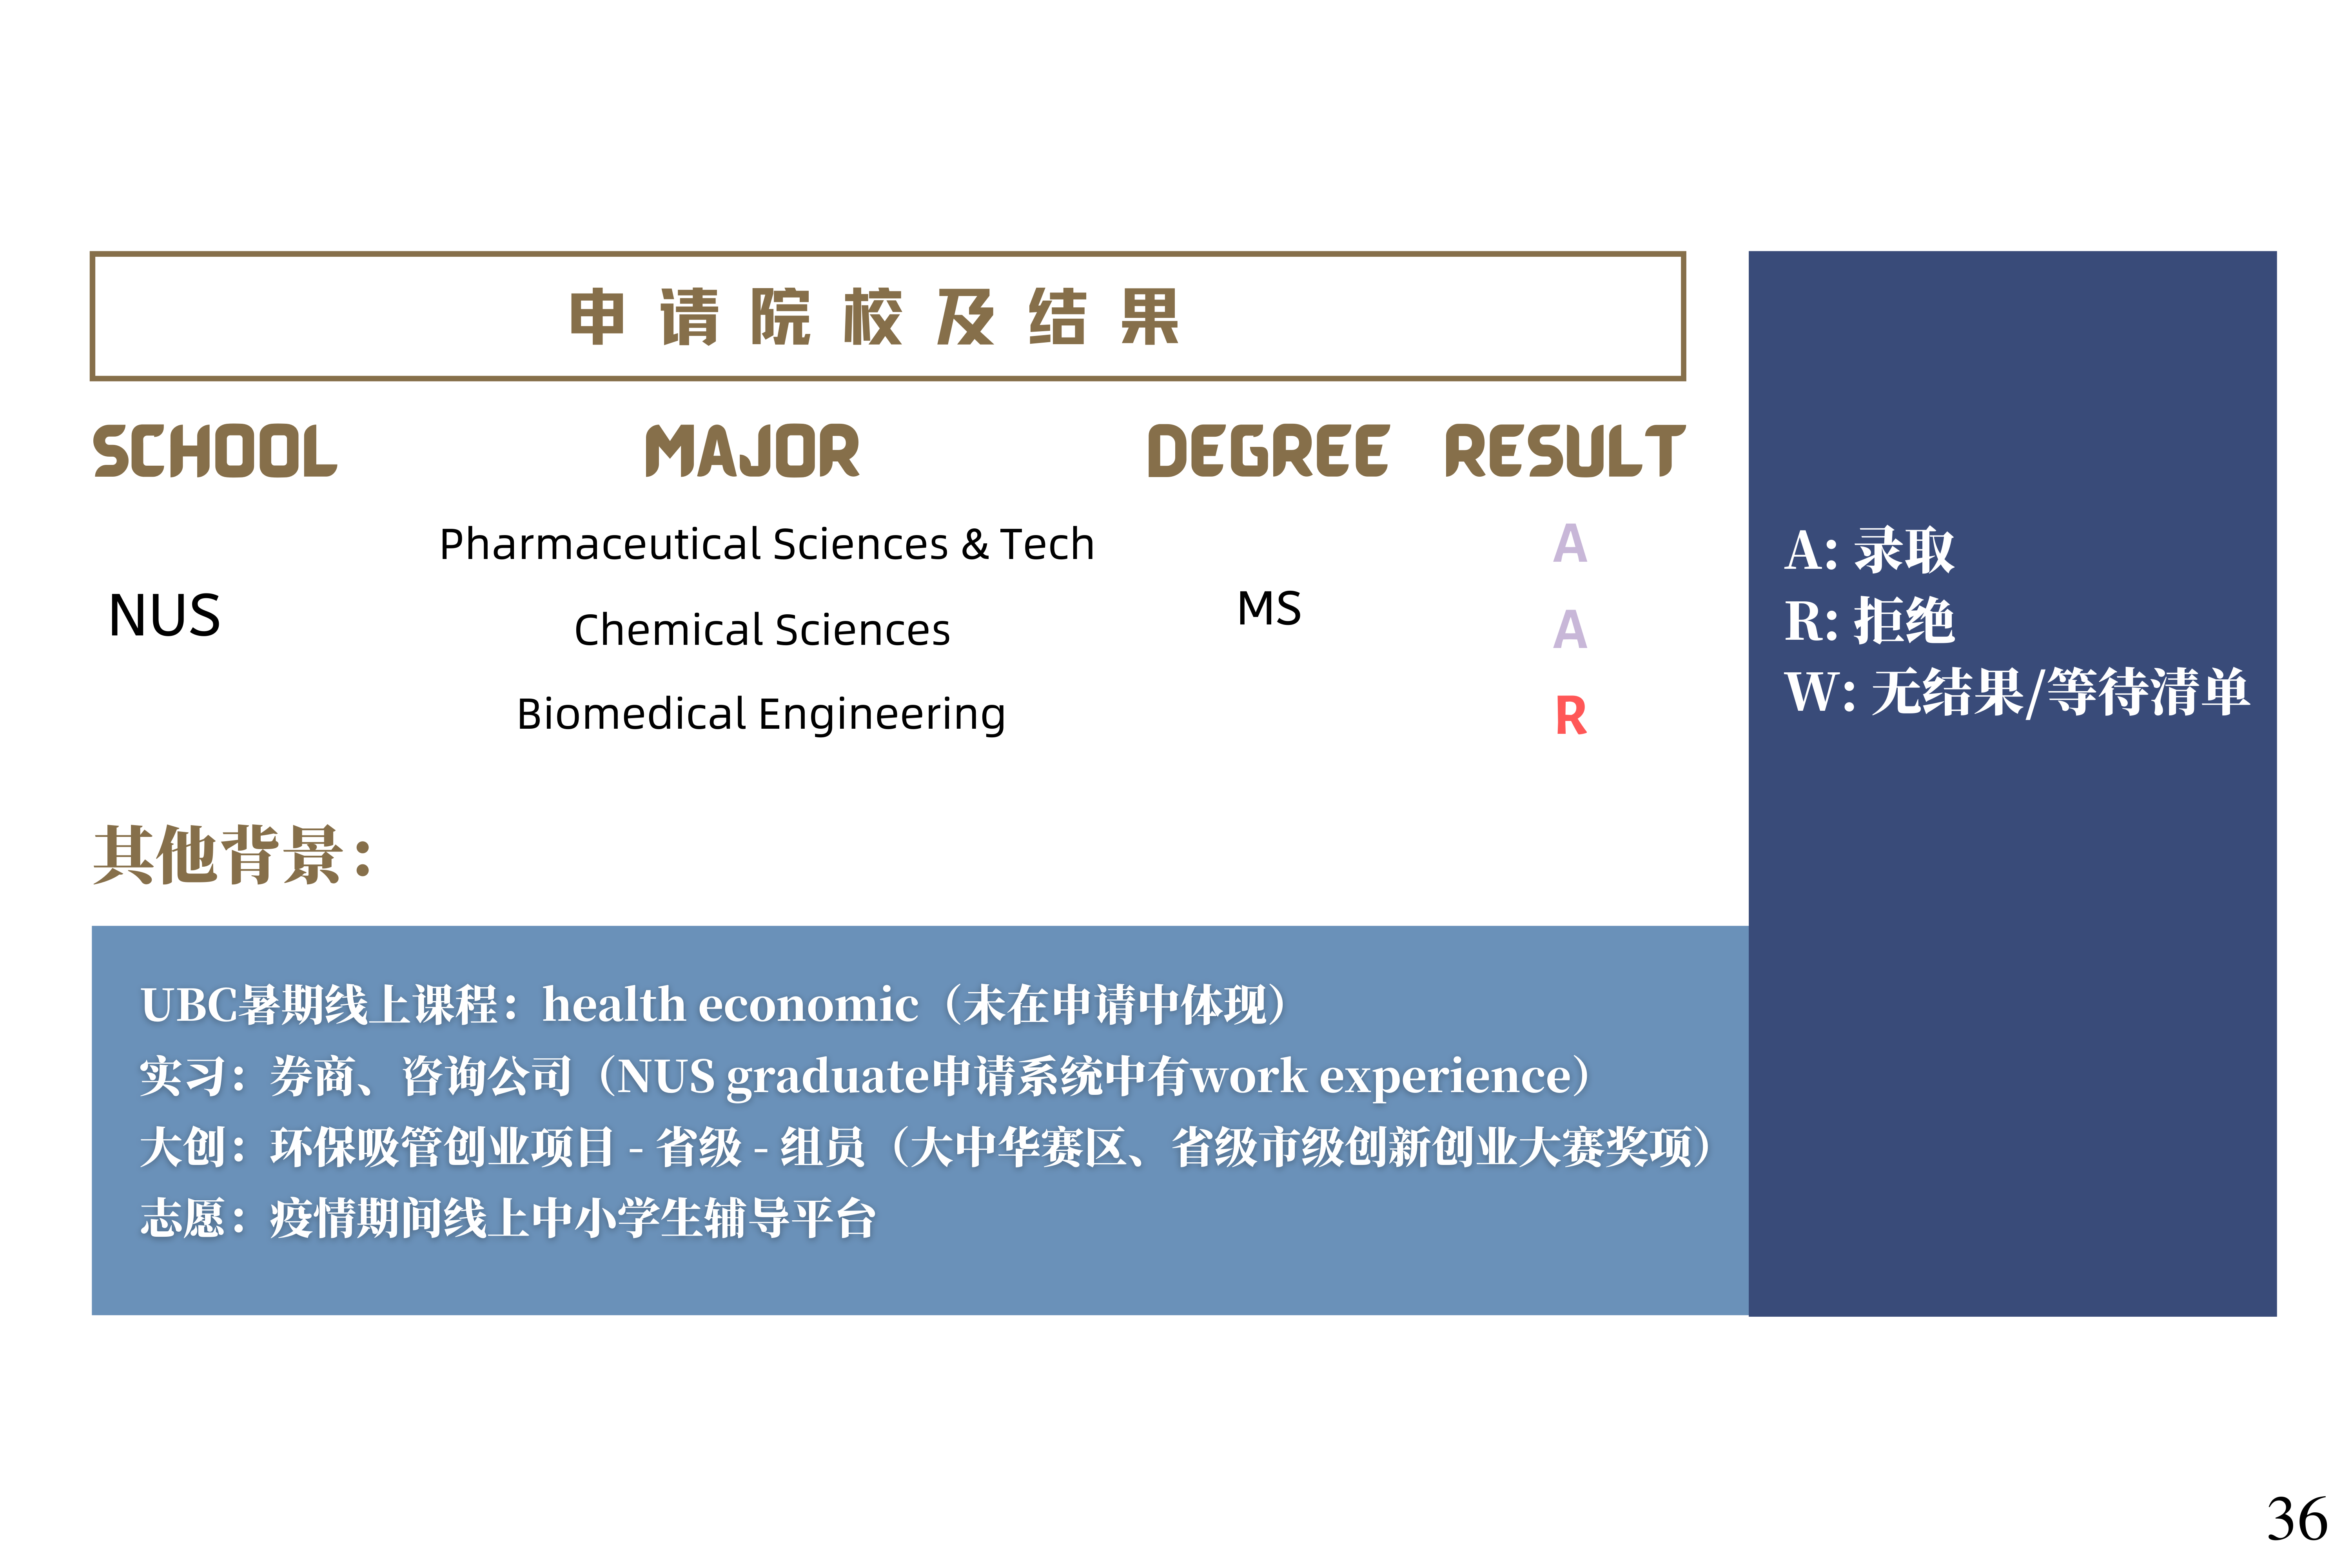 申请院校及结果
SCHOOL MAJOR DEGREE RESULT
Pharmaceutical Sciences & Tech A
NUS MS
Chemical Sciences A
Biomedical Engineering R
A: 录取
R: 拒绝
W: 无结果/等待清单
其他背景：
UBC暑期线上课程：health economic（未在申请中体现）
实习：券商、咨询公司（NUS graduate申请系统中有work experience）
大创：环保吸管创业项目 - 省级 - 组员（大中华赛区、省级市级创新创业大赛奖项）
志愿：疫情期间线上中小学生辅导平台
36